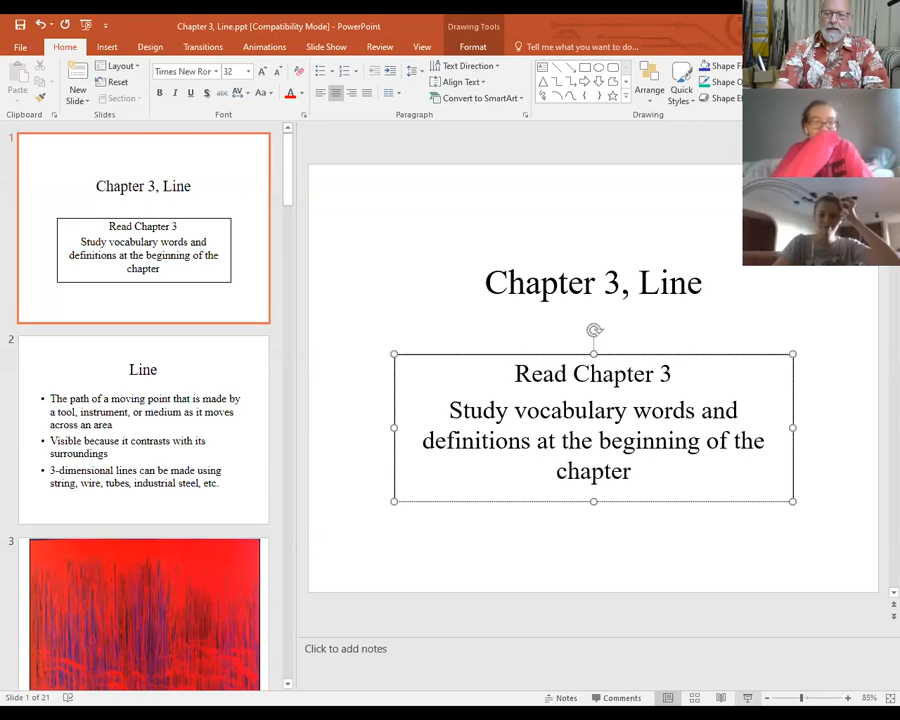 Chapter 3, Line.ppt [Compatibility Mode] - PowerPoint
Drawing Tools
File
Home
Insert
Design
Transitions
Animations
Slide Show
Review
View
Format
Tell me what you want to do...
Paste
New
Slide
Layout
Reset
Section
Times New Ror
32
B I U S abc AV Aa A
Text Direction
Align Text
Convert to SmartArt
Arrange
Quick
Styles
Shape F
Shape O
Shape E
Clipboard
Slides
Font
Paragraph
Drawing
1
Chapter 3, Line
Read Chapter 3
Study vocabulary words and
definitions at the beginning of the
chapter
2
Line
• The path of a moving point that is made by
a tool, instrument, or medium as it moves
across an area
• Visible because it contrasts with its
surroundings
• 3-dimensional lines can be made using
string, wire, tubes, industrial steel, etc.
3
Chapter 3, Line
Read Chapter 3
Study vocabulary words and
definitions at the beginning of the
chapter
Click to add notes
Slide 1 of 21
Notes
Comments
85%